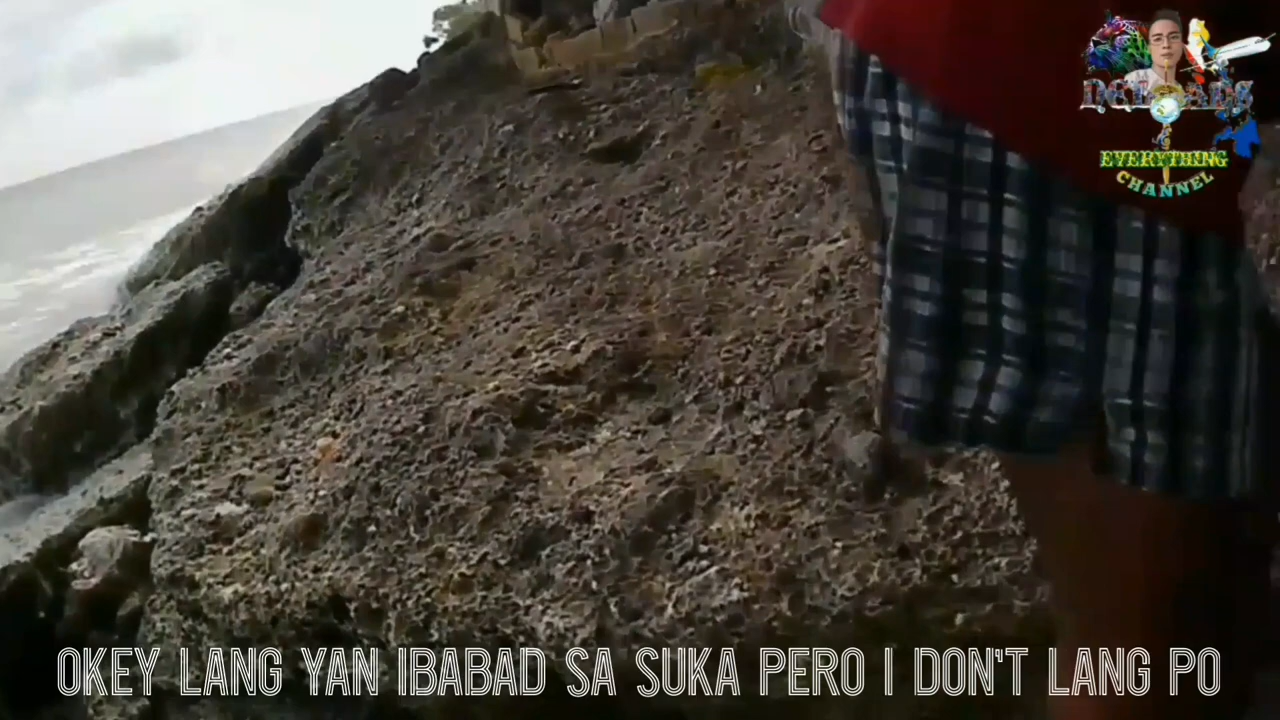 EVERYTHING
CHANNEL
OKEY LANG YAN IBABAD SA SUKA PERO I DON'T LANG PO